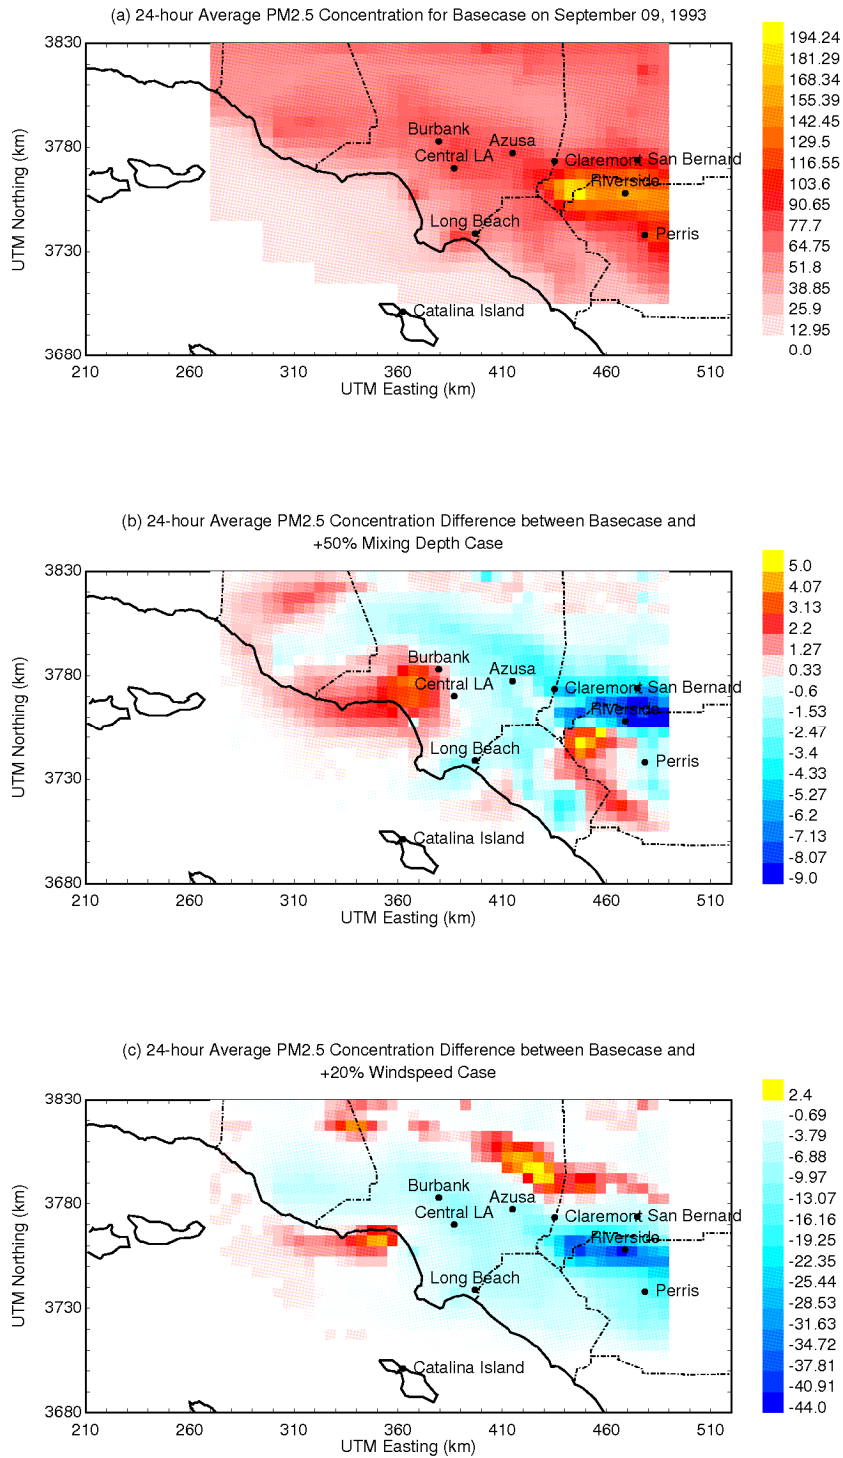 (a) 24-hour Average PM2.5 Concentration for Basecase on September 09, 1993
3830
3780
3730
3680
UTM Northing (km)
210 260 310 360 410 460 510
UTM Easting (km)
Burbank
Azusa
Central LA
Claremont San Bernard
Riverside
Long Beach
Perris
Catalina Island
194.24
181.29
168.34
155.39
142.45
129.5
116.55
103.6
90.65
77.7
64.75
51.8
38.85
25.9
12.95
0.0
(b) 24-hour Average PM2.5 Concentration Difference between Basecase and
+50% Mixing Depth Case
3830
3780
3730
3680
UTM Northing (km)
210 260 310 360 410 460 510
UTM Easting (km)
Burbank
Azusa
Central LA
Claremont San Bernard
Riverside
Long Beach
Perris
Catalina Island
5.0
4.07
3.13
2.2
1.27
0.33
-0.6
-1.53
-2.47
-3.4
-4.33
-5.27
-6.2
-7.13
-8.07
-9.0
(c) 24-hour Average PM2.5 Concentration Difference between Basecase and
+20% Windspeed Case
3830
3780
3730
3680
UTM Northing (km)
210 260 310 360 410 460 510
UTM Easting (km)
Burbank
Azusa
Central LA
Claremont San Bernard
Riverside
Long Beach
Perris
Catalina Island
2.4
-0.69
-3.79
-6.88
-9.97
-13.07
-16.16
-19.25
-22.35
-25.44
-28.53
-31.63
-34.72
-37.81
-40.91
-44.0